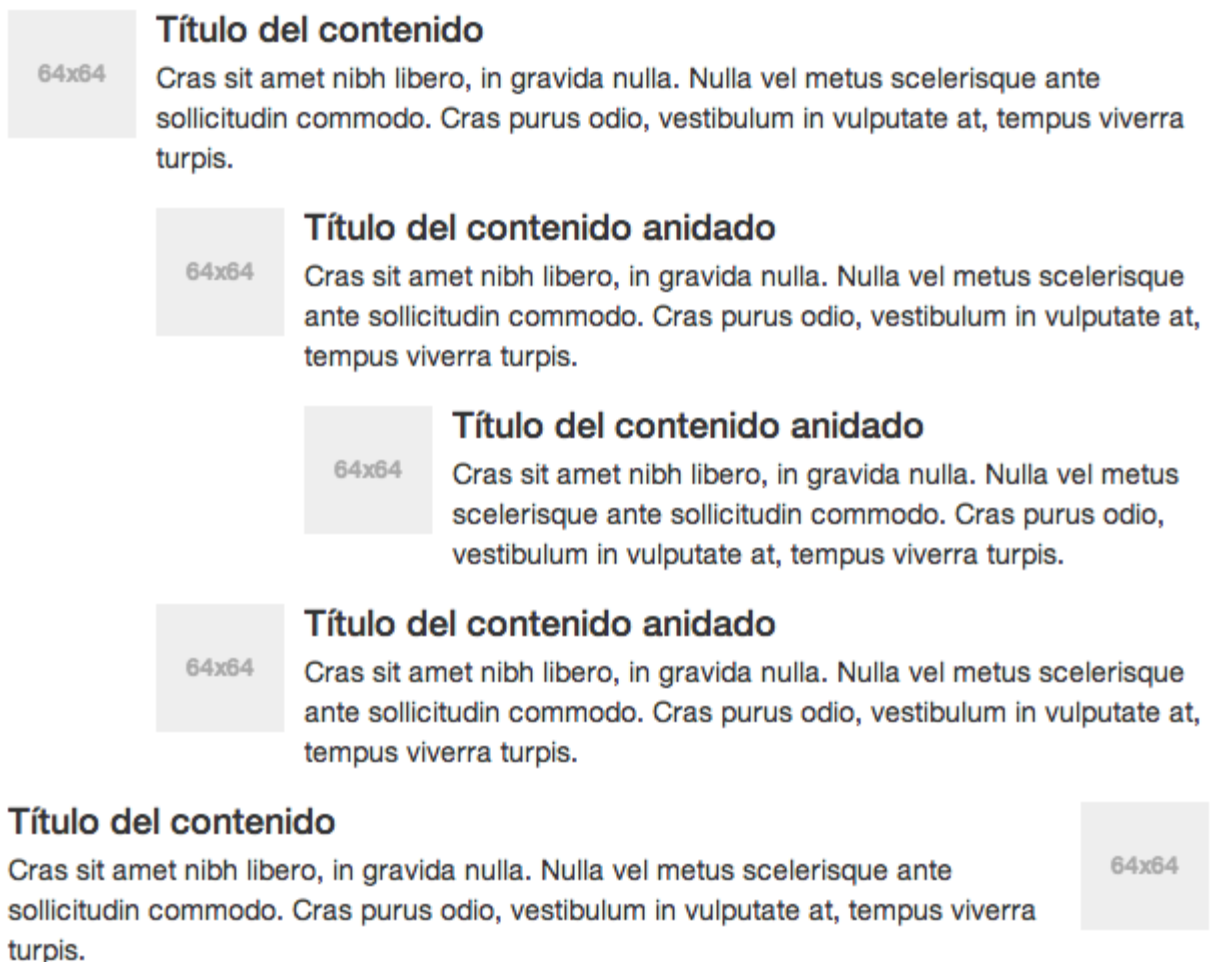 64x64
Título del contenido
Cras sit amet nibh libero, in gravida nulla. Nulla vel metus scelerisque ante
sollicitudin commodo. Cras purus odio, vestibulum in vulputate at, tempus viverra
turpis.
64x64
Título del contenido anidado
Cras sit amet nibh libero, in gravida nulla. Nulla vel metus scelerisque
ante sollicitudin commodo. Cras purus odio, vestibulum in vulputate at,
tempus viverra turpis.
64x64
Título del contenido anidado
Cras sit amet nibh libero, in gravida nulla. Nulla vel metus
scelerisque ante sollicitudin commodo. Cras purus odio,
vestibulum in vulputate at, tempus viverra turpis.
64x64
Título del contenido anidado
Cras sit amet nibh libero, in gravida nulla. Nulla vel metus scelerisque
ante sollicitudin commodo. Cras purus odio, vestibulum in vulputate at,
tempus viverra turpis.
Título del contenido
Cras sit amet nibh libero, in gravida nulla. Nulla vel metus scelerisque ante
sollicitudin commodo. Cras purus odio, vestibulum in vulputate at, tempus viverra
turpis.
64x64